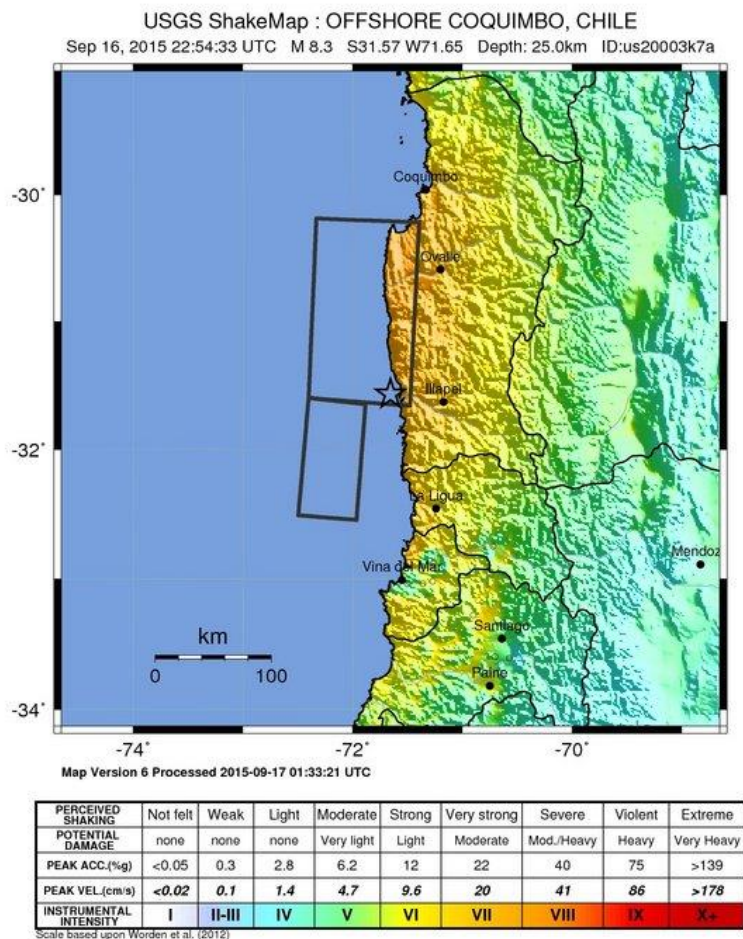 USGS ShakeMap : OFFSHORE COQUIMBO, CHILE
Sep 16, 2015 22:54:33 UTC M 8.3 S31.57 W71.65 Depth: 25.0km ID:us20003k7a
Coquimbo
-30°
Ovalle
Illapel
-32°
La Ligua
Vina del Mar
Mendoz
km
Santiago
0 100
Paine
-34°
-74° -72° -70°
Map Version 6 Processed 2015-09-17 01:33:21 UTC
PERCEIVED SHAKING Not felt Weak Light Moderate Strong Very strong Severe Violent Extreme
POTENTIAL DAMAGE none none none Very light Light Moderate Mod./Heavy Heavy Very Heavy
PEAK ACC.(%g) <0.05 0.3 2.8 6.2 12 22 40 75 >139
PEAK VEL.(cm/s) <0.02 0.1 1.4 4.7 9.6 20 41 86 >178
INSTRUMENTAL INTENSITY I II-III IV V VI VII VIII IX X+
Scale based upon Worden et al. (2012)